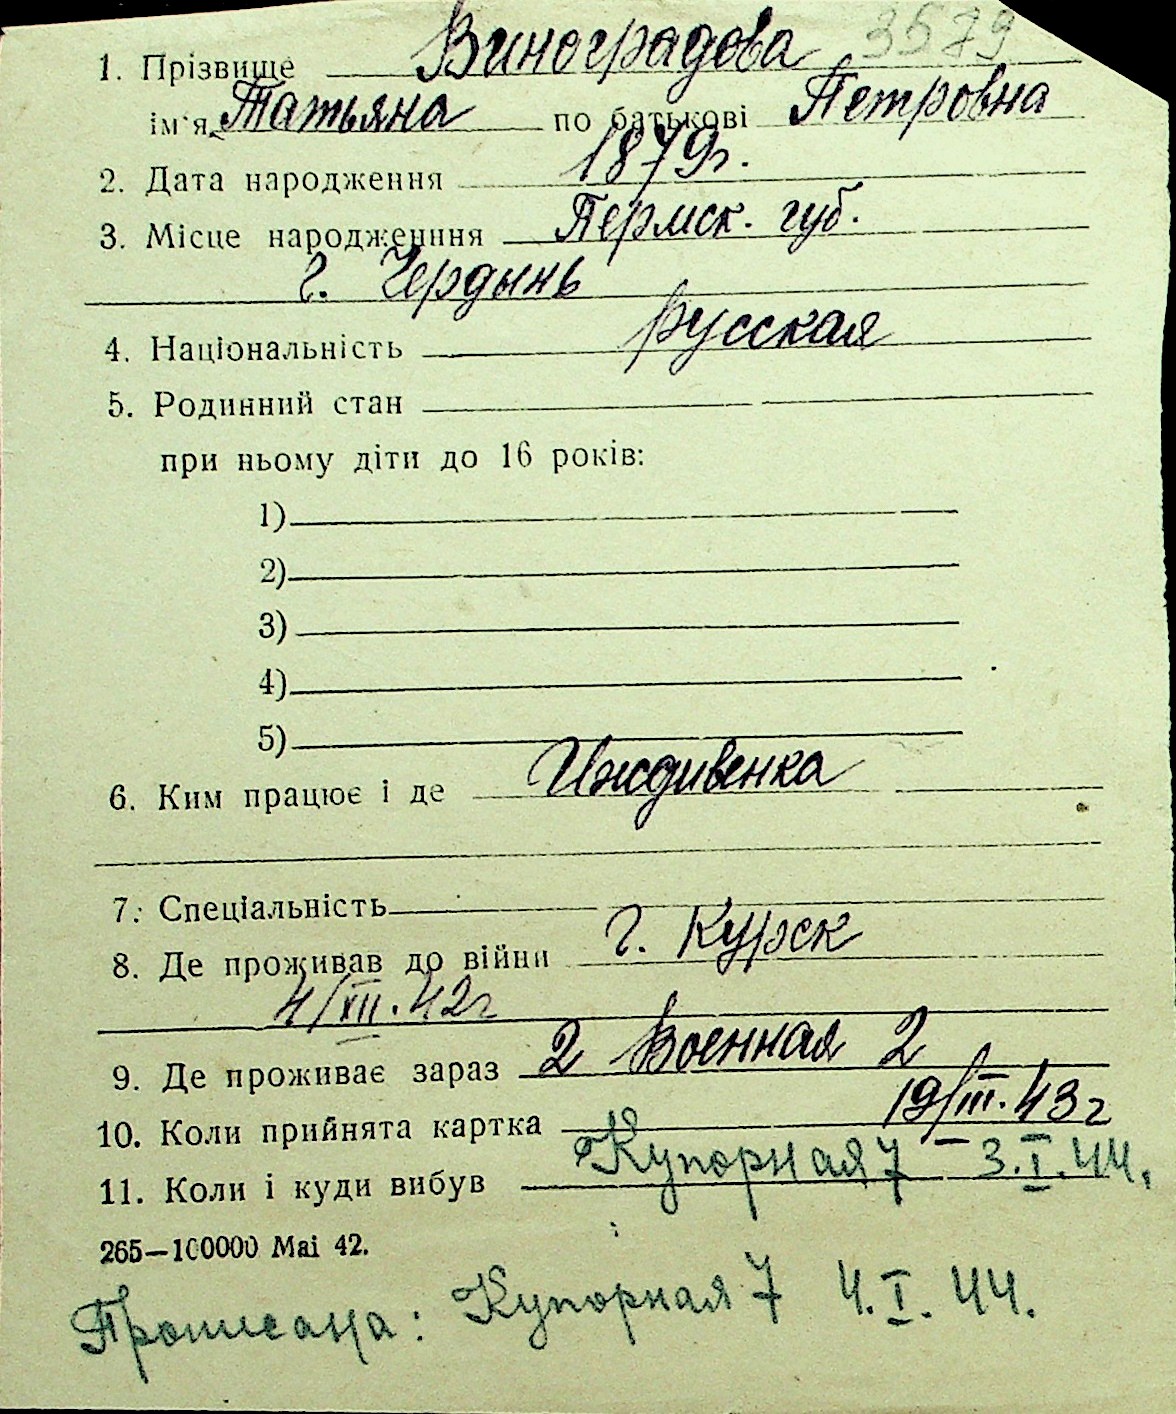 1. Прізвище Виноградова 3579
ім'я Татьяна по батькові Петровна
2. Дата народження 1879г.
3. Місце народженння Пермск. губ.
г. Чердынь
4. Національність русская
5. Родинний стан
при ньому діти до 16 років:
1)
2)
3)
4)
5)
6. Ким працює і де Иждивенка
7. Спеціальність
8. Де проживав до війни г. Курск
4/XII. 42г
9. Де проживає зараз 2 Военная 2
10. Коли прийнята картка 19/III. 43г
11. Коли і куди вибув Купорная 7 – 3.I.44.
265—100000 Mai 42.
Прописана: Купорная 7 4.I.44.